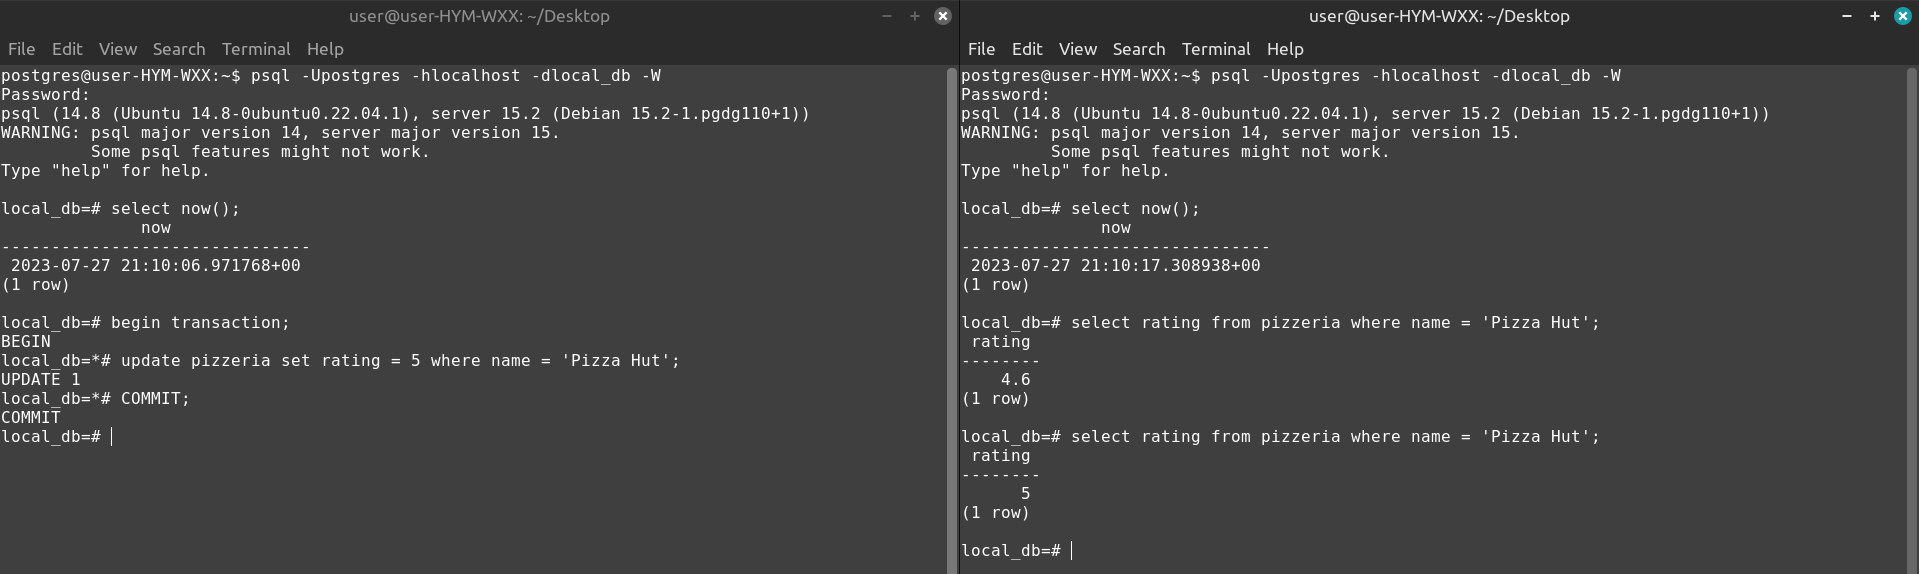 user@user-HYM-WXX: ~/Desktop
File Edit View Search Terminal Help
postgres@user-HYM-WXX:~$ psql -Upostgres -hlocalhost -dlocal_db -W
Password:
psql (14.8 (Ubuntu 14.8-0ubuntu0.22.04.1), server 15.2 (Debian 15.2-1.pgdg110+1))
WARNING: psql major version 14, server major version 15.
         Some psql features might not work.
Type "help" for help.

local_db=# select now();
              now
-------------------------------
 2023-07-27 21:10:06.971768+00
(1 row)

local_db=# begin transaction;
BEGIN
local_db=*# update pizzeria set rating = 5 where name = 'Pizza Hut';
UPDATE 1
local_db=*# COMMIT;
COMMIT
local_db=#
user@user-HYM-WXX: ~/Desktop
File Edit View Search Terminal Help
postgres@user-HYM-WXX:~$ psql -Upostgres -hlocalhost -dlocal_db -W
Password:
psql (14.8 (Ubuntu 14.8-0ubuntu0.22.04.1), server 15.2 (Debian 15.2-1.pgdg110+1))
WARNING: psql major version 14, server major version 15.
         Some psql features might not work.
Type "help" for help.

local_db=# select now();
              now
-------------------------------
 2023-07-27 21:10:17.308938+00
(1 row)

local_db=# select rating from pizzeria where name = 'Pizza Hut';
 rating
--------
    4.6
(1 row)

local_db=# select rating from pizzeria where name = 'Pizza Hut';
 rating
--------
      5
(1 row)

local_db=#